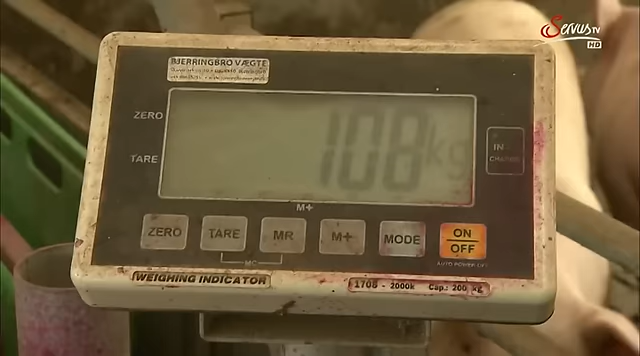 Servus TV
HD
BJERRINGBRO VÆGTE
ZERO
108 kg
TARE
IN
CHARGE
M+
ZERO TARE MR M+ MODE ON OFF
MC
AUTO POWER
WEIGHING INDICATOR
1708 - 2000k Cap.: 200 kg